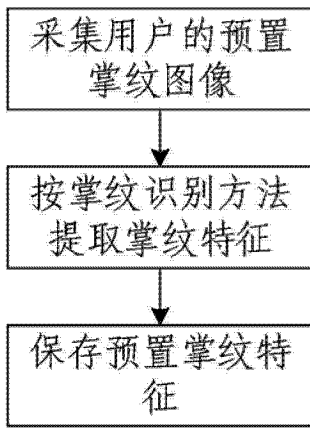 采集用户的预置
掌纹图像
按掌纹识别方法
提取掌纹特征
保存预置掌纹特
征